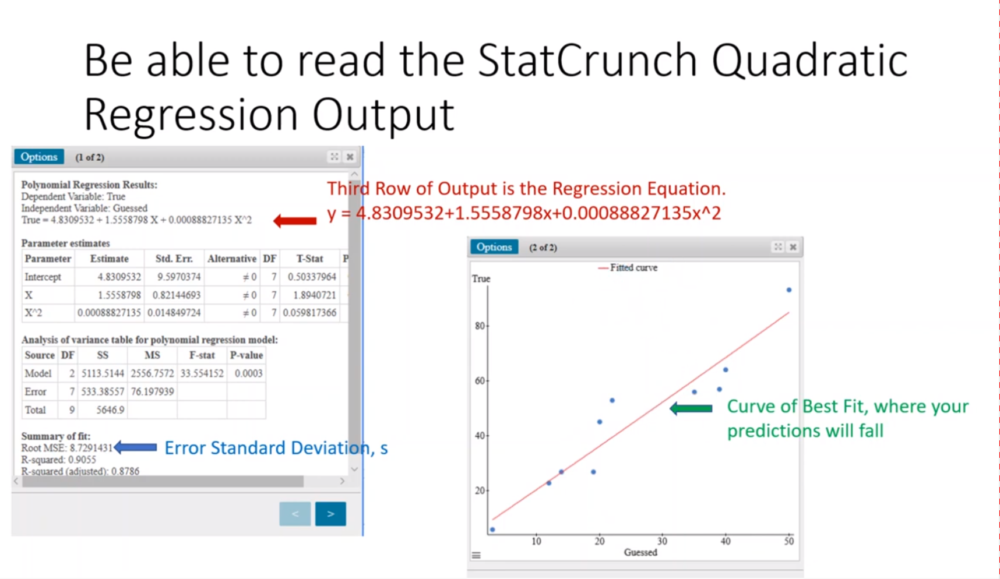 Be able to read the StatCrunch Quadratic
Regression Output
Options (1 of 2)
Polynomial Regression Results:
Dependent Variable: True
Independent Variable: Guessed
True = 4.8309532 + 1.5558798 X + 0.00088827135 X^2
Third Row of Output is the Regression Equation.
y = 4.8309532+1.5558798x+0.00088827135x^2
Parameter estimates
Parameter Estimate Std. Err. Alternative DF T-Stat P
Intercept 4.8309532 9.5970374 ≠ 0 7 0.50337964
X 1.5558798 0.82144693 ≠ 0 7 1.8940721
X^2 0.00088827135 0.014849724 ≠ 0 7 0.059817366
Analysis of variance table for polynomial regression model:
Source DF SS MS F-stat P-value
Model 2 5113.5144 2556.7572 33.554152 0.0003
Error 7 533.38557 76.197939
Total 9 5646.9
Summary of fit:
Root MSE: 8.7291431
Error Standard Deviation, s
R-squared: 0.9055
R-squared (adjusted): 0.8786
< >
Options (2 of 2)
Fitted curve
True
80
60
40
20
10 20 30 40 50
Guessed
Curve of Best Fit, where your
predictions will fall